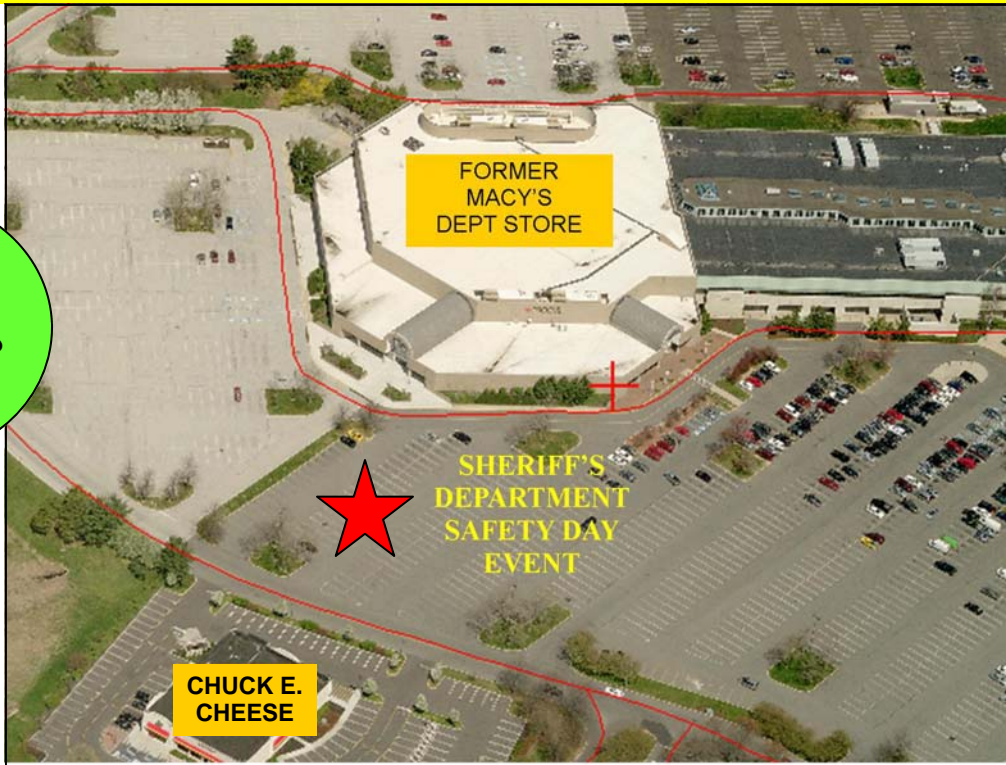 FORMER
MACY'S
DEPT STORE
SHERIFF'S
DEPARTMENT
SAFETY DAY
EVENT
CHUCK E.
CHEESE